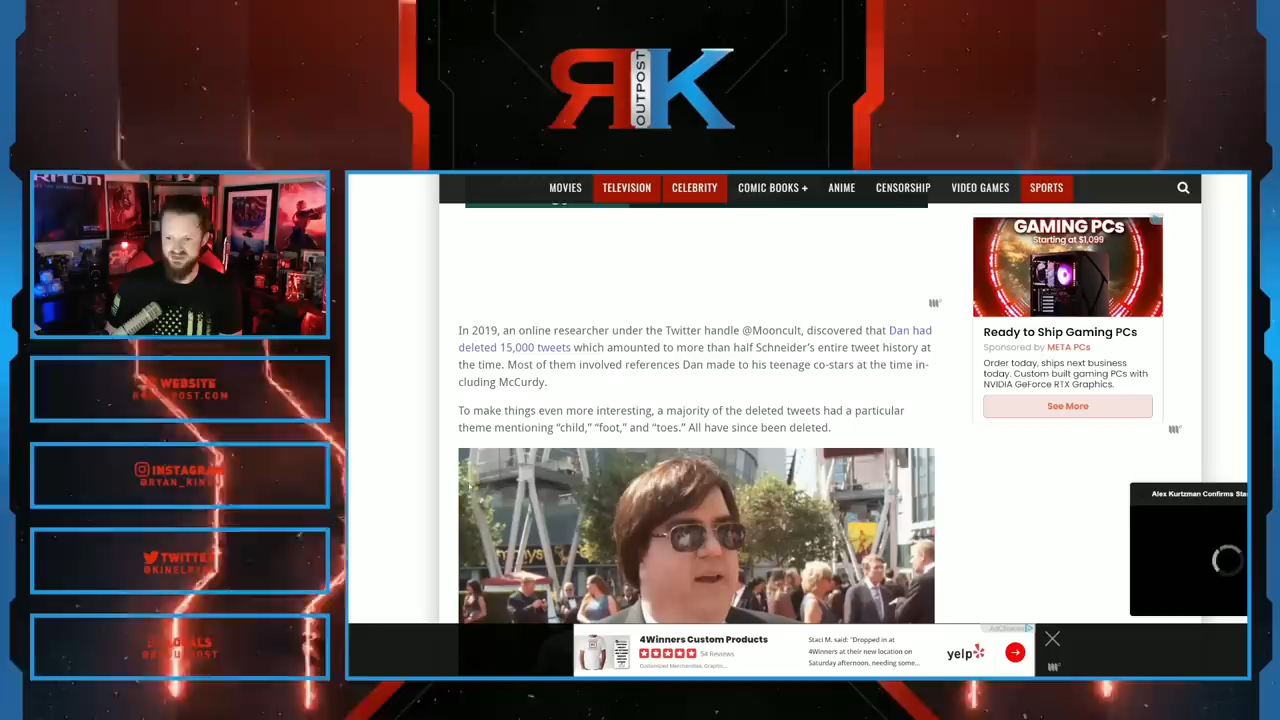 RK
OUTPOST
MOVIES TELEVISION CELEBRITY COMIC BOOKS + ANIME CENSORSHIP VIDEO GAMES SPORTS
In 2019, an online researcher under the Twitter handle @Mooncult, discovered that Dan had
deleted 15,000 tweets which amounted to more than half Schneider's entire tweet history at
the time. Most of them involved references Dan made to his teenage co-stars at the time in-
cluding McCurdy.
To make things even more interesting, a majority of the deleted tweets had a particular
theme mentioning "child," "foot," and "toes." All have since been deleted.
GAMING PCs
Starting at $1,099
Ready to Ship Gaming PCs
Sponsored by META PCs
Order today, ships next business
today. Custom built gaming PCs with
NVIDIA GeForce RTX Graphics.
See More
Alex Kurtzman Confirms Sta
WEBSITE
INSTAGRAM
TWITTER
4Winners Custom Products
54 Reviews
Customized Merchandise, Graphic...
Staci M. said: "Dropped in at
4Winners at their new location on
Saturday afternoon, needing some...
yelp